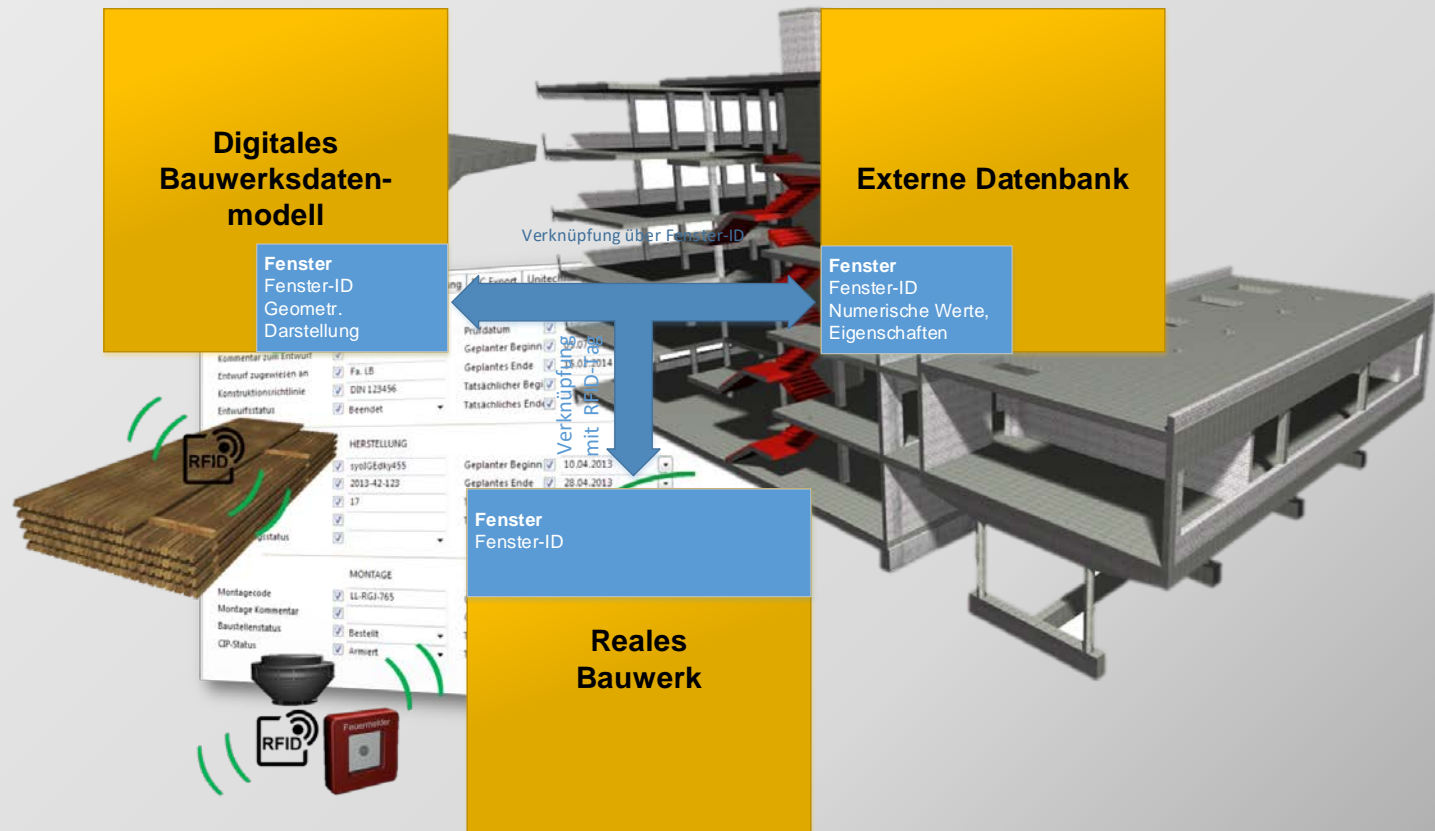 Digitales
Bauwerksdaten-
modell
Externe Datenbank
Verknüpfung über Fenster-ID
Fenster
Fenster-ID
Geometr.
Darstellung
Fenster
Fenster-ID
Numerische Werte,
Eigenschaften
Verknüpfung
mit RFID-Tag
Export Unitech
Prüfdatum
Kommentar zum Entwurf
Geplanter Beginn
Entwurf zugewiesen an Fa. LB
Geplantes Ende
Konstruktionsrichtlinie DIN 123456
Tatsächlicher Begi
Entwurfsstatus Beendet
Tatsächliches Ende
HERSTELLUNG
syoIGEdky455 Geplanter Beginn 10.04.2013
2013-42-123 Geplantes Ende 28.04.2013
17
RFID
Fenster
Fenster-ID
MONTAGE
Montagecode LL-RGJ-765
Montage Kommentar
Baustellenstatus Bestellt
CIP-Status Armiert
Reales
Bauwerk
RFID
Feuermelder